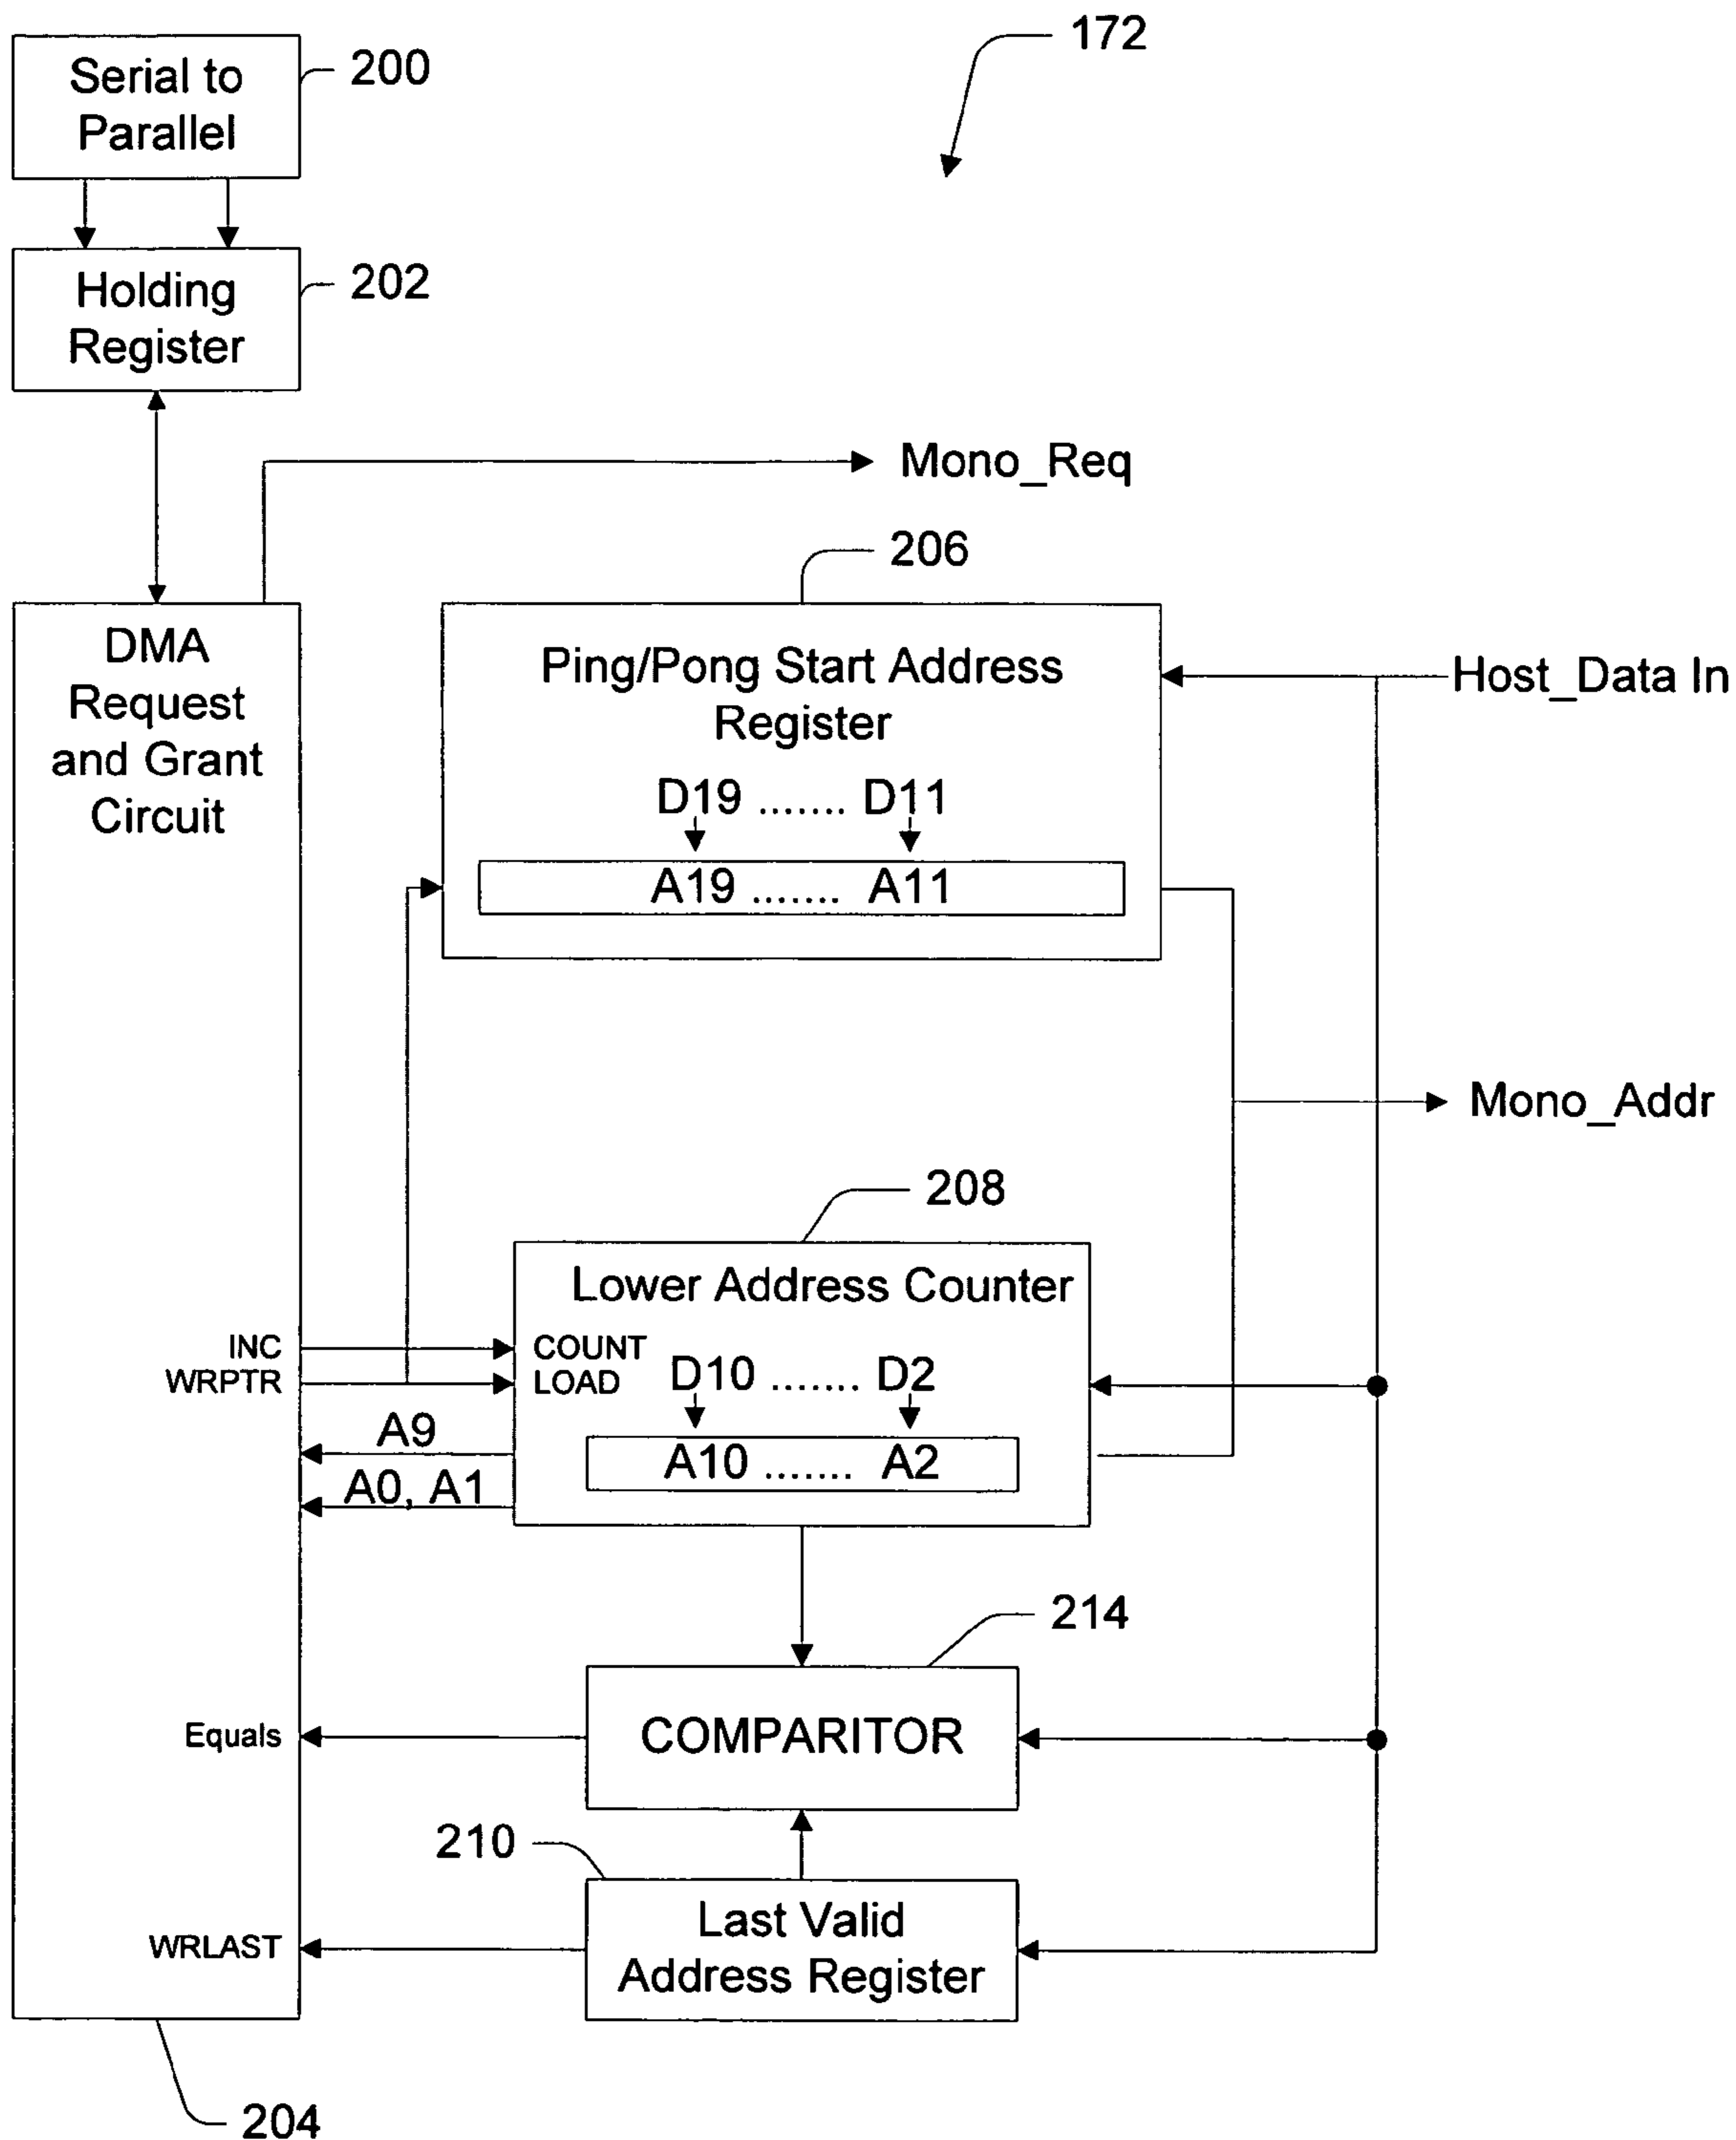 172
Serial to
Parallel
200
Holding
Register
202
Mono_Req
206
DMA
Request
and Grant
Circuit
Ping/Pong Start Address
Register
D19 ....... D11
A19 ....... A11
Host_Data In
Mono_Addr
208
Lower Address Counter
INC
WRPTR
COUNT
LOAD
D10 ....... D2
A10 ....... A2
A9
A0, A1
214
Equals
COMPARITOR
210
WRLAST
Last Valid
Address Register
204